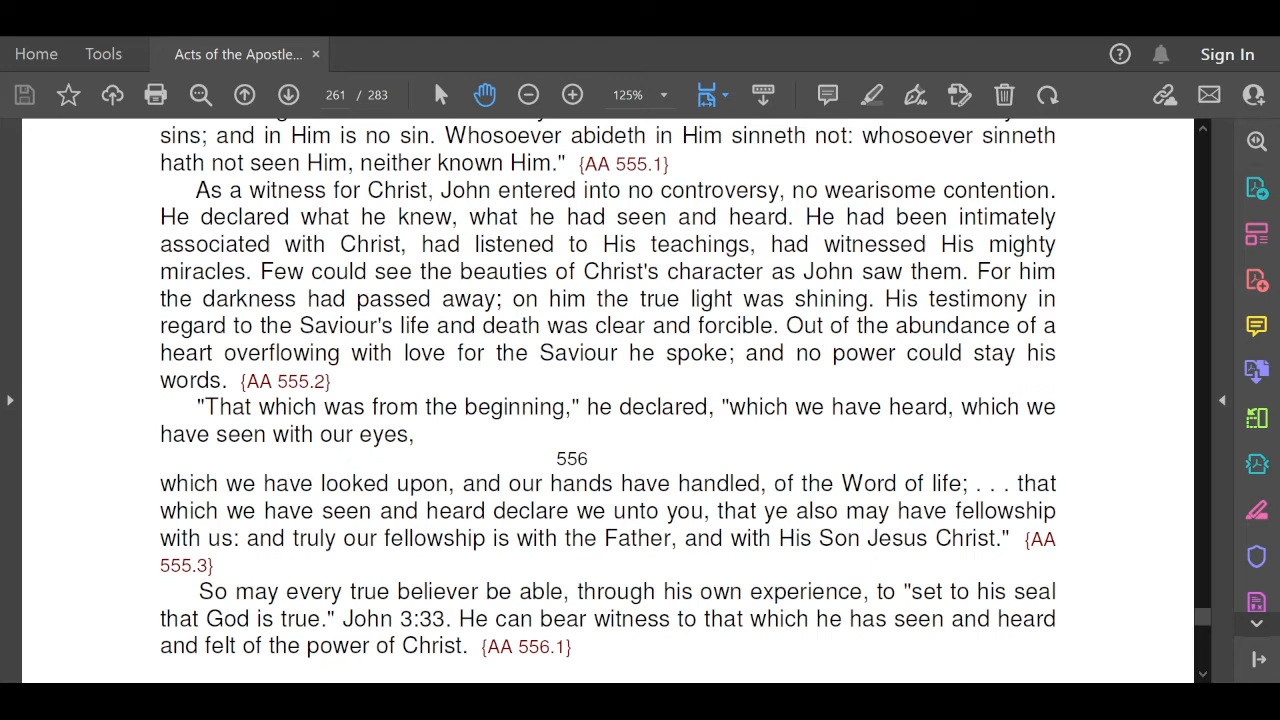 Home Tools Acts of the Apostle... × Sign In
261 / 283 125%
sins; and in Him is no sin. Whosoever abideth in Him sinneth not: whosoever sinneth
hath not seen Him, neither known Him." {AA 555.1}
As a witness for Christ, John entered into no controversy, no wearisome contention.
He declared what he knew, what he had seen and heard. He had been intimately
associated with Christ, had listened to His teachings, had witnessed His mighty
miracles. Few could see the beauties of Christ's character as John saw them. For him
the darkness had passed away; on him the true light was shining. His testimony in
regard to the Saviour's life and death was clear and forcible. Out of the abundance of a
heart overflowing with love for the Saviour he spoke; and no power could stay his
words. {AA 555.2}
"That which was from the beginning," he declared, "which we have heard, which we
have seen with our eyes,
556
which we have looked upon, and our hands have handled, of the Word of life; . . . that
which we have seen and heard declare we unto you, that ye also may have fellowship
with us: and truly our fellowship is with the Father, and with His Son Jesus Christ." {AA
555.3}
So may every true believer be able, through his own experience, to "set to his seal
that God is true." John 3:33. He can bear witness to that which he has seen and heard
and felt of the power of Christ. {AA 556.1}